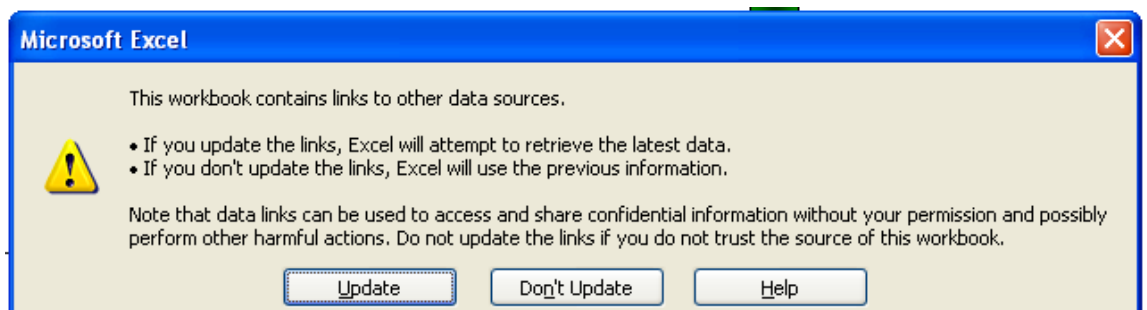 Microsoft Excel
This workbook contains links to other data sources.
• If you update the links, Excel will attempt to retrieve the latest data.
• If you don't update the links, Excel will use the previous information.
Note that data links can be used to access and share confidential information without your permission and possibly
perform other harmful actions. Do not update the links if you do not trust the source of this workbook.
Update Don't Update Help